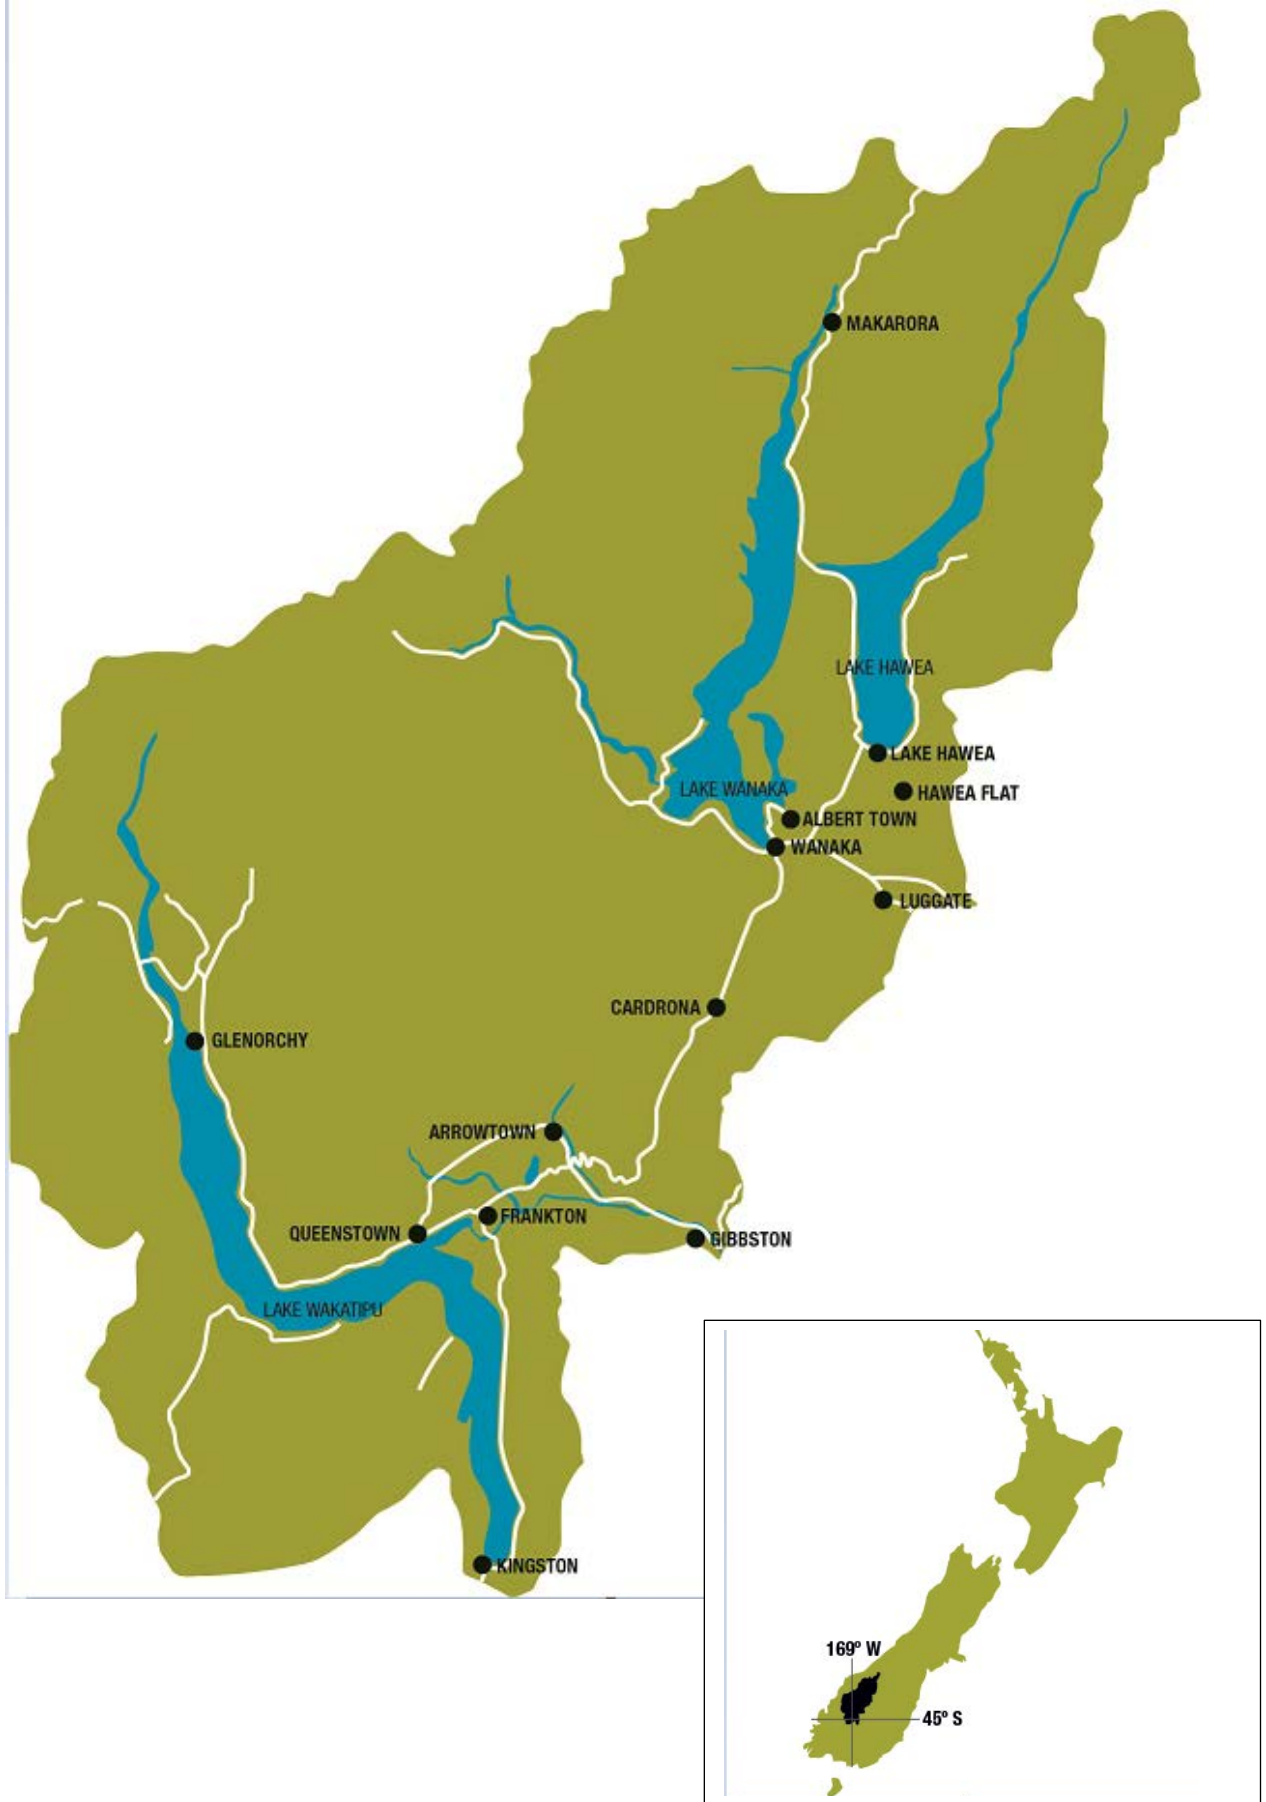 MAKARORA
LAKE HAWEA
LAKE HAWEA
LAKE WANAKA
HAWEA FLAT
ALBERT TOWN
WANAKA
LUGGATE
CARDRONA
GLENORCHY
ARROWTOWN
FRANKTON
QUEENSTOWN
GIBBSTON
LAKE WAKATIPU
KINGSTON
169º W
45º S